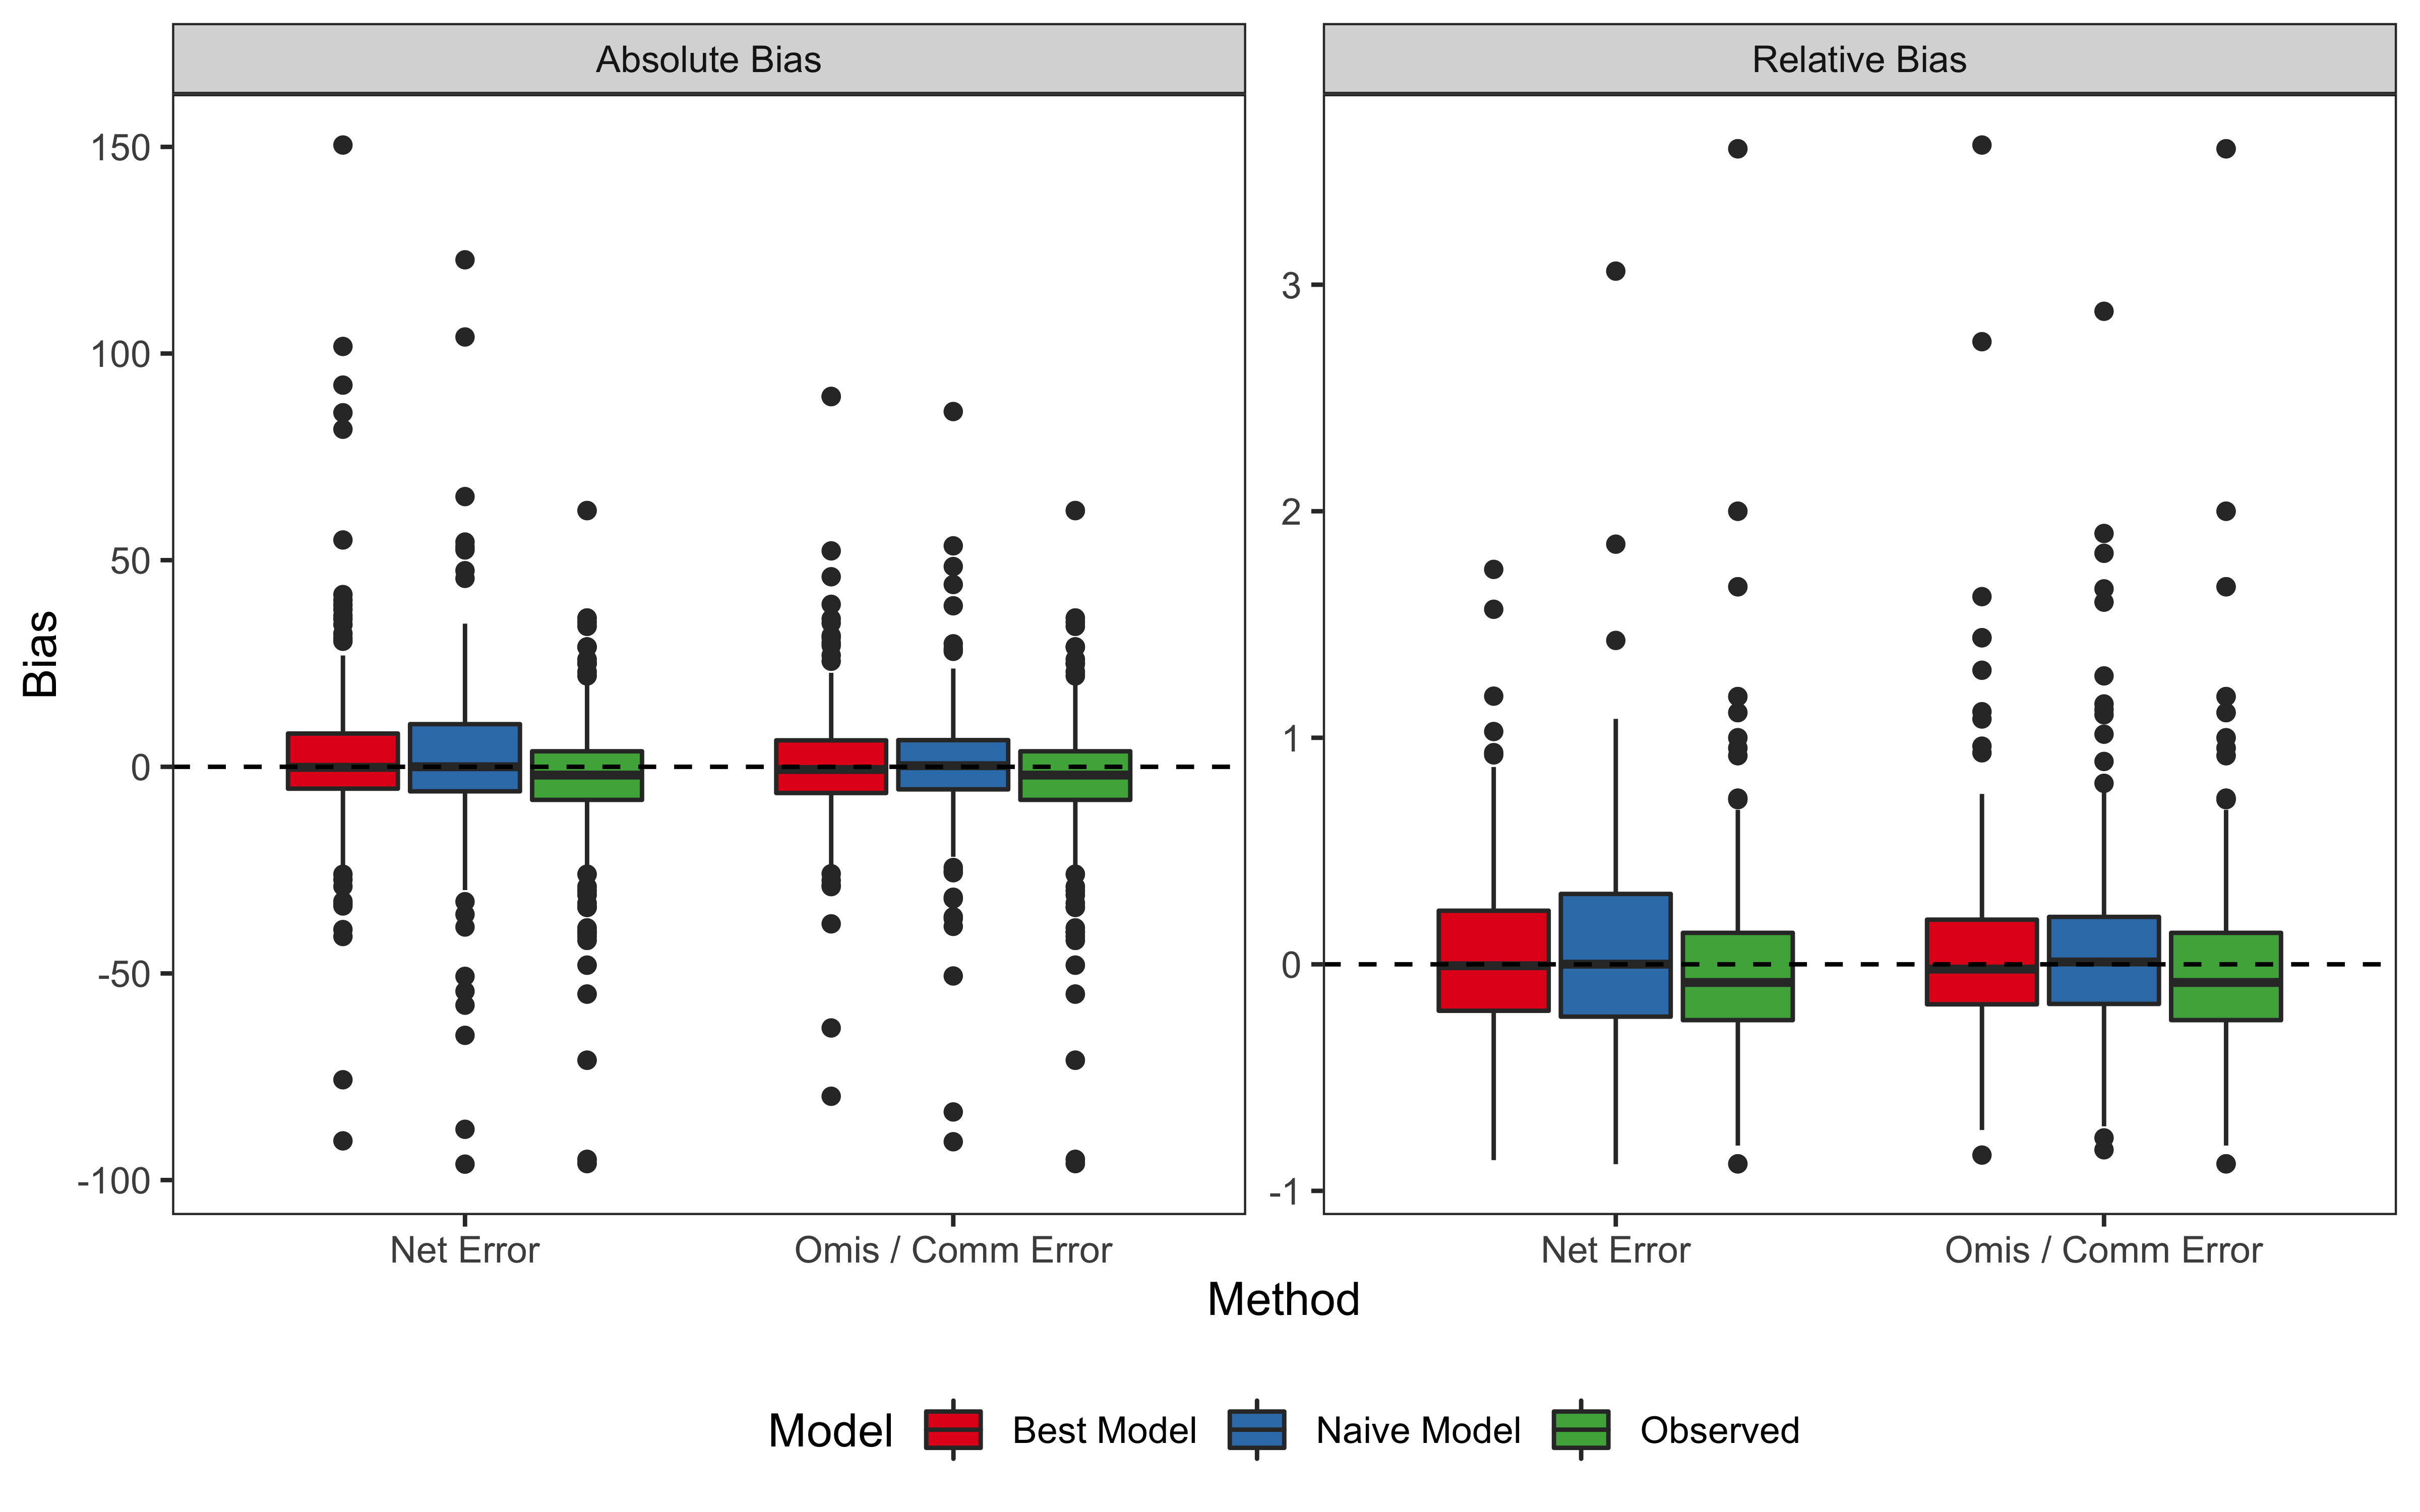 Absolute Bias
Relative Bias
Bias
150
100
50
0
-50
-100
3
2
1
0
-1
Net Error
Omis / Comm Error
Net Error
Omis / Comm Error
Method
Model
Best Model
Naive Model
Observed